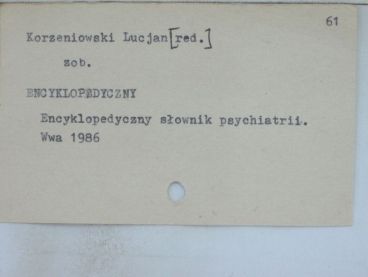 61
Korzeniowski Lucjan[red.]
zob.
ENCYKLOPEDYCZNY
Encyklopedyczny słownik psychiatrii.
Wwa 1986